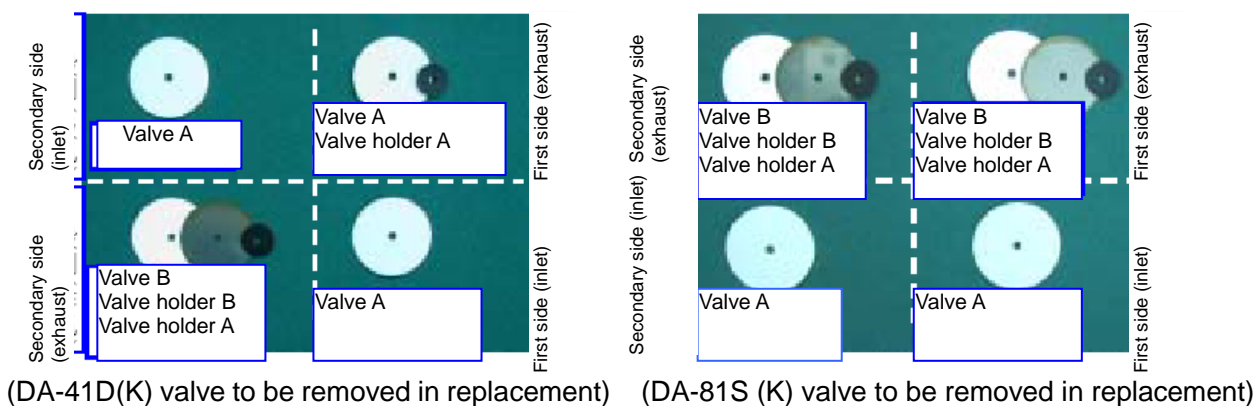 Secondary side
(inlet)
Valve A
Valve A
Valve holder A
First side (exhaust)
Secondary side
(exhaust)
Valve B
Valve holder B
Valve holder A
Valve A
First side (inlet)
(DA-41D(K) valve to be removed in replacement)
Secondary side
(exhaust)
Valve B
Valve holder B
Valve holder A
Valve B
Valve holder B
Valve holder A
First side (exhaust)
Secondary side (inlet)
Valve A
Valve A
First side (inlet)
(DA-81S (K) valve to be removed in replacement)